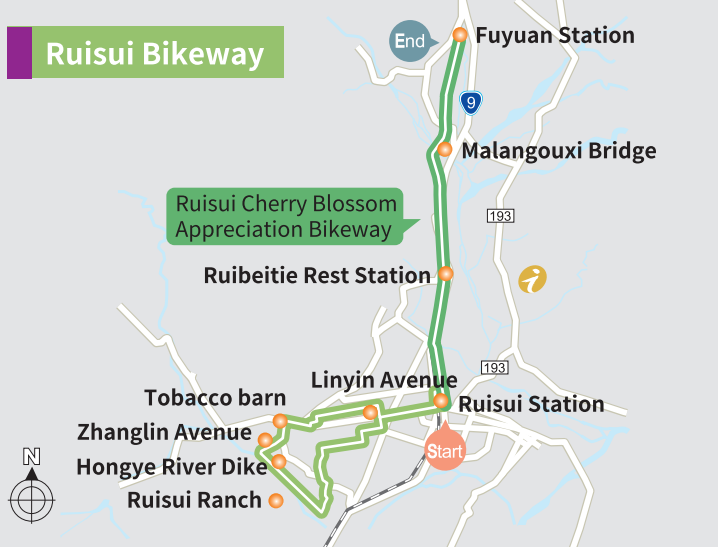 Ruisui Bikeway
End
Fuyuan Station
9
Malangouxi Bridge
Ruisui Cherry Blossom
Appreciation Bikeway
193
Ruibeitie Rest Station
i
193
Linyin Avenue
Tobacco barn
Ruisui Station
Zhanglin Avenue
Start
Hongye River Dike
N
Ruisui Ranch